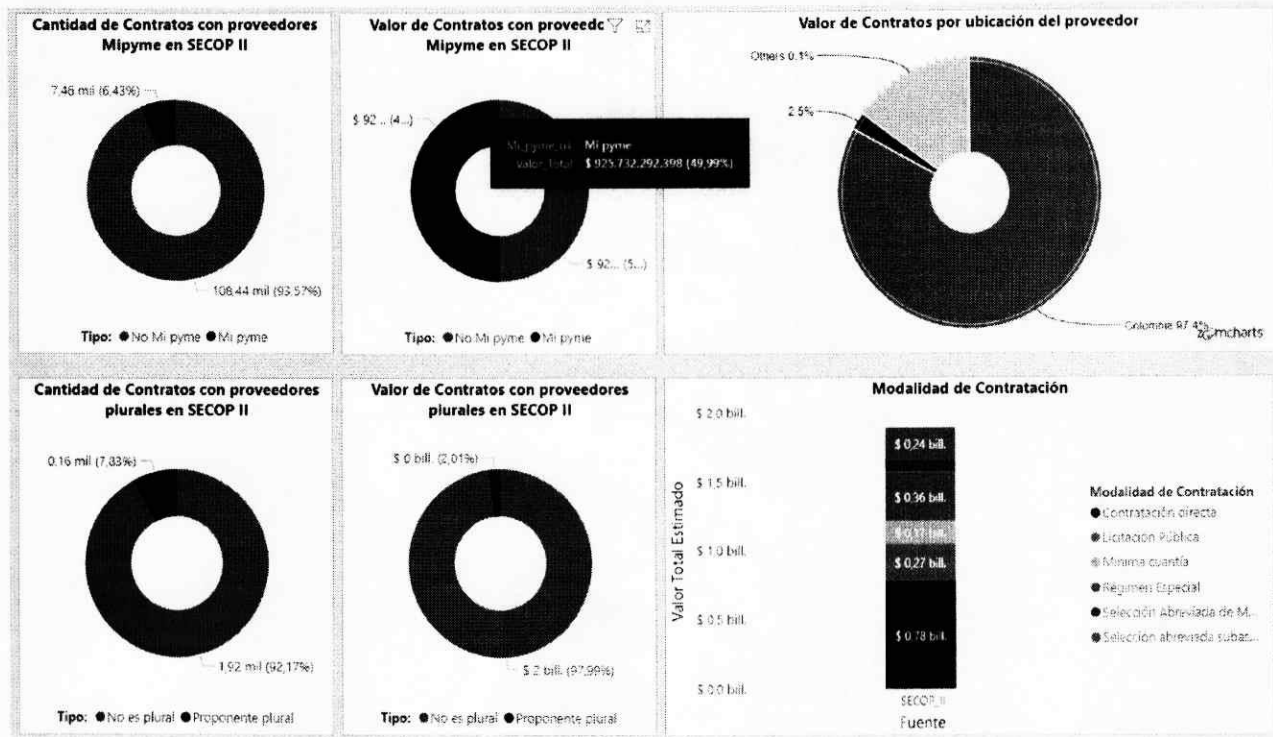 Cantidad de Contratos con proveedores
Mipyme en SECOP II
7,46 mil (6,43%)
108,44 mil (93,57%)
Tipo: No Mi pyme Mi pyme
Valor de Contratos con proveedc
Mipyme en SECOP II
$ 92... (4...)
Mi pyme
Valor_Total $ 925.732.292.398 (49,99%)
$ 92... (5...)
Tipo: No Mi pyme Mi pyme
Valor de Contratos por ubicación del proveedor
Others 0.1%
2.5%
Colombia 97.4%
zoomcharts
Cantidad de Contratos con proveedores
plurales en SECOP II
0,16 mil (7,83%)
1,92 mil (92,17%)
Tipo: No es plural Proponente plural
Valor de Contratos con proveedores
plurales en SECOP II
$ 0 bill. (2,01%)
$ 2 bill. (97,99%)
Tipo: No es plural Proponente plural
Modalidad de Contratación
Valor Total Estimado
$ 2,0 bill.
$ 1,5 bill.
$ 1,0 bill.
$ 0,5 bill.
$ 0,0 bill.
$ 0,24 bill.
$ 0,36 bill.
$ 0,27 bill.
$ 0,78 bill.
SECOP_II
Fuente
Modalidad de Contratación
Contratación directa
Licitación Pública
Mínima cuantía
Régimen Especial
Selección Abreviada de M...
Selección abreviada subas...